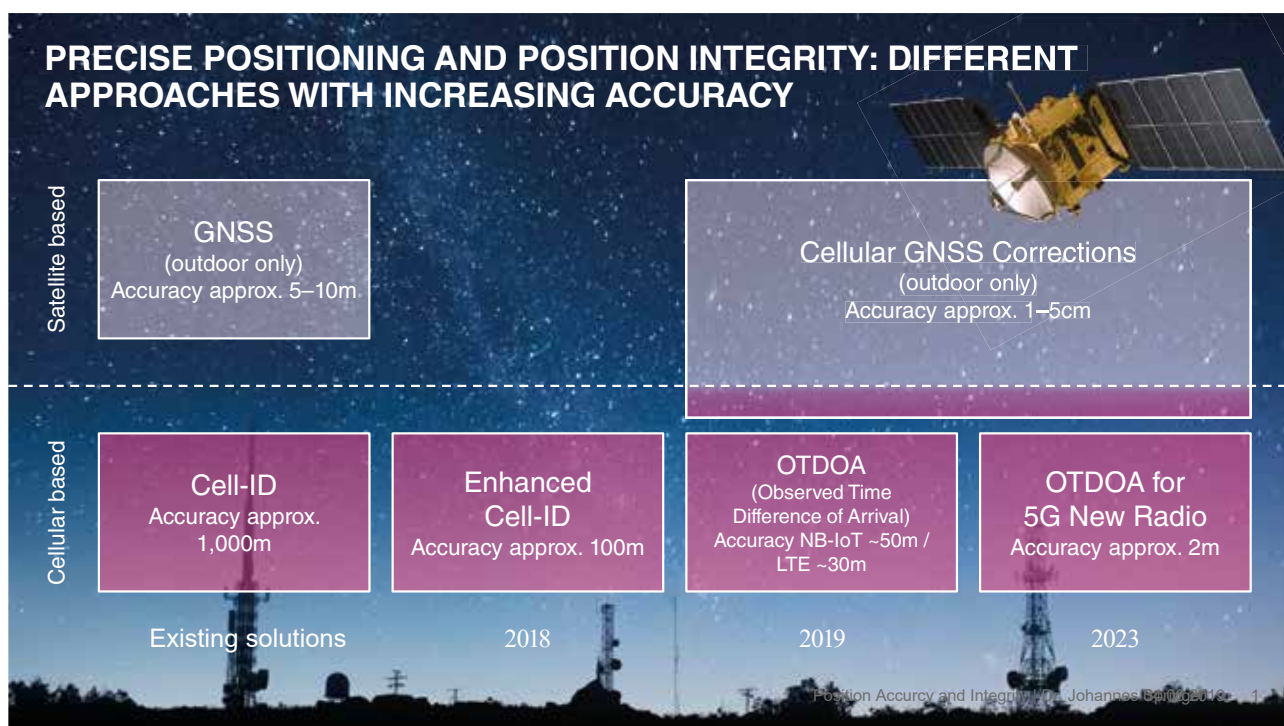 PRECISE POSITIONING AND POSITION INTEGRITY: DIFFERENT
APPROACHES WITH INCREASING ACCURACY
Satellite based
GNSS
(outdoor only)
Accuracy approx. 5–10m
Cellular GNSS Corrections
(outdoor only)
Accuracy approx. 1–5cm
Cellular based
Cell-ID
Accuracy approx.
1,000m
Enhanced
Cell-ID
Accuracy approx. 100m
OTDOA
(Observed Time
Difference of Arrival)
Accuracy NB-IoT ~50m /
LTE ~30m
OTDOA for
5G New Radio
Accuracy approx. 2m
Existing solutions
2018
2019
2023
Position Accurcy and Integrity Johannes 1